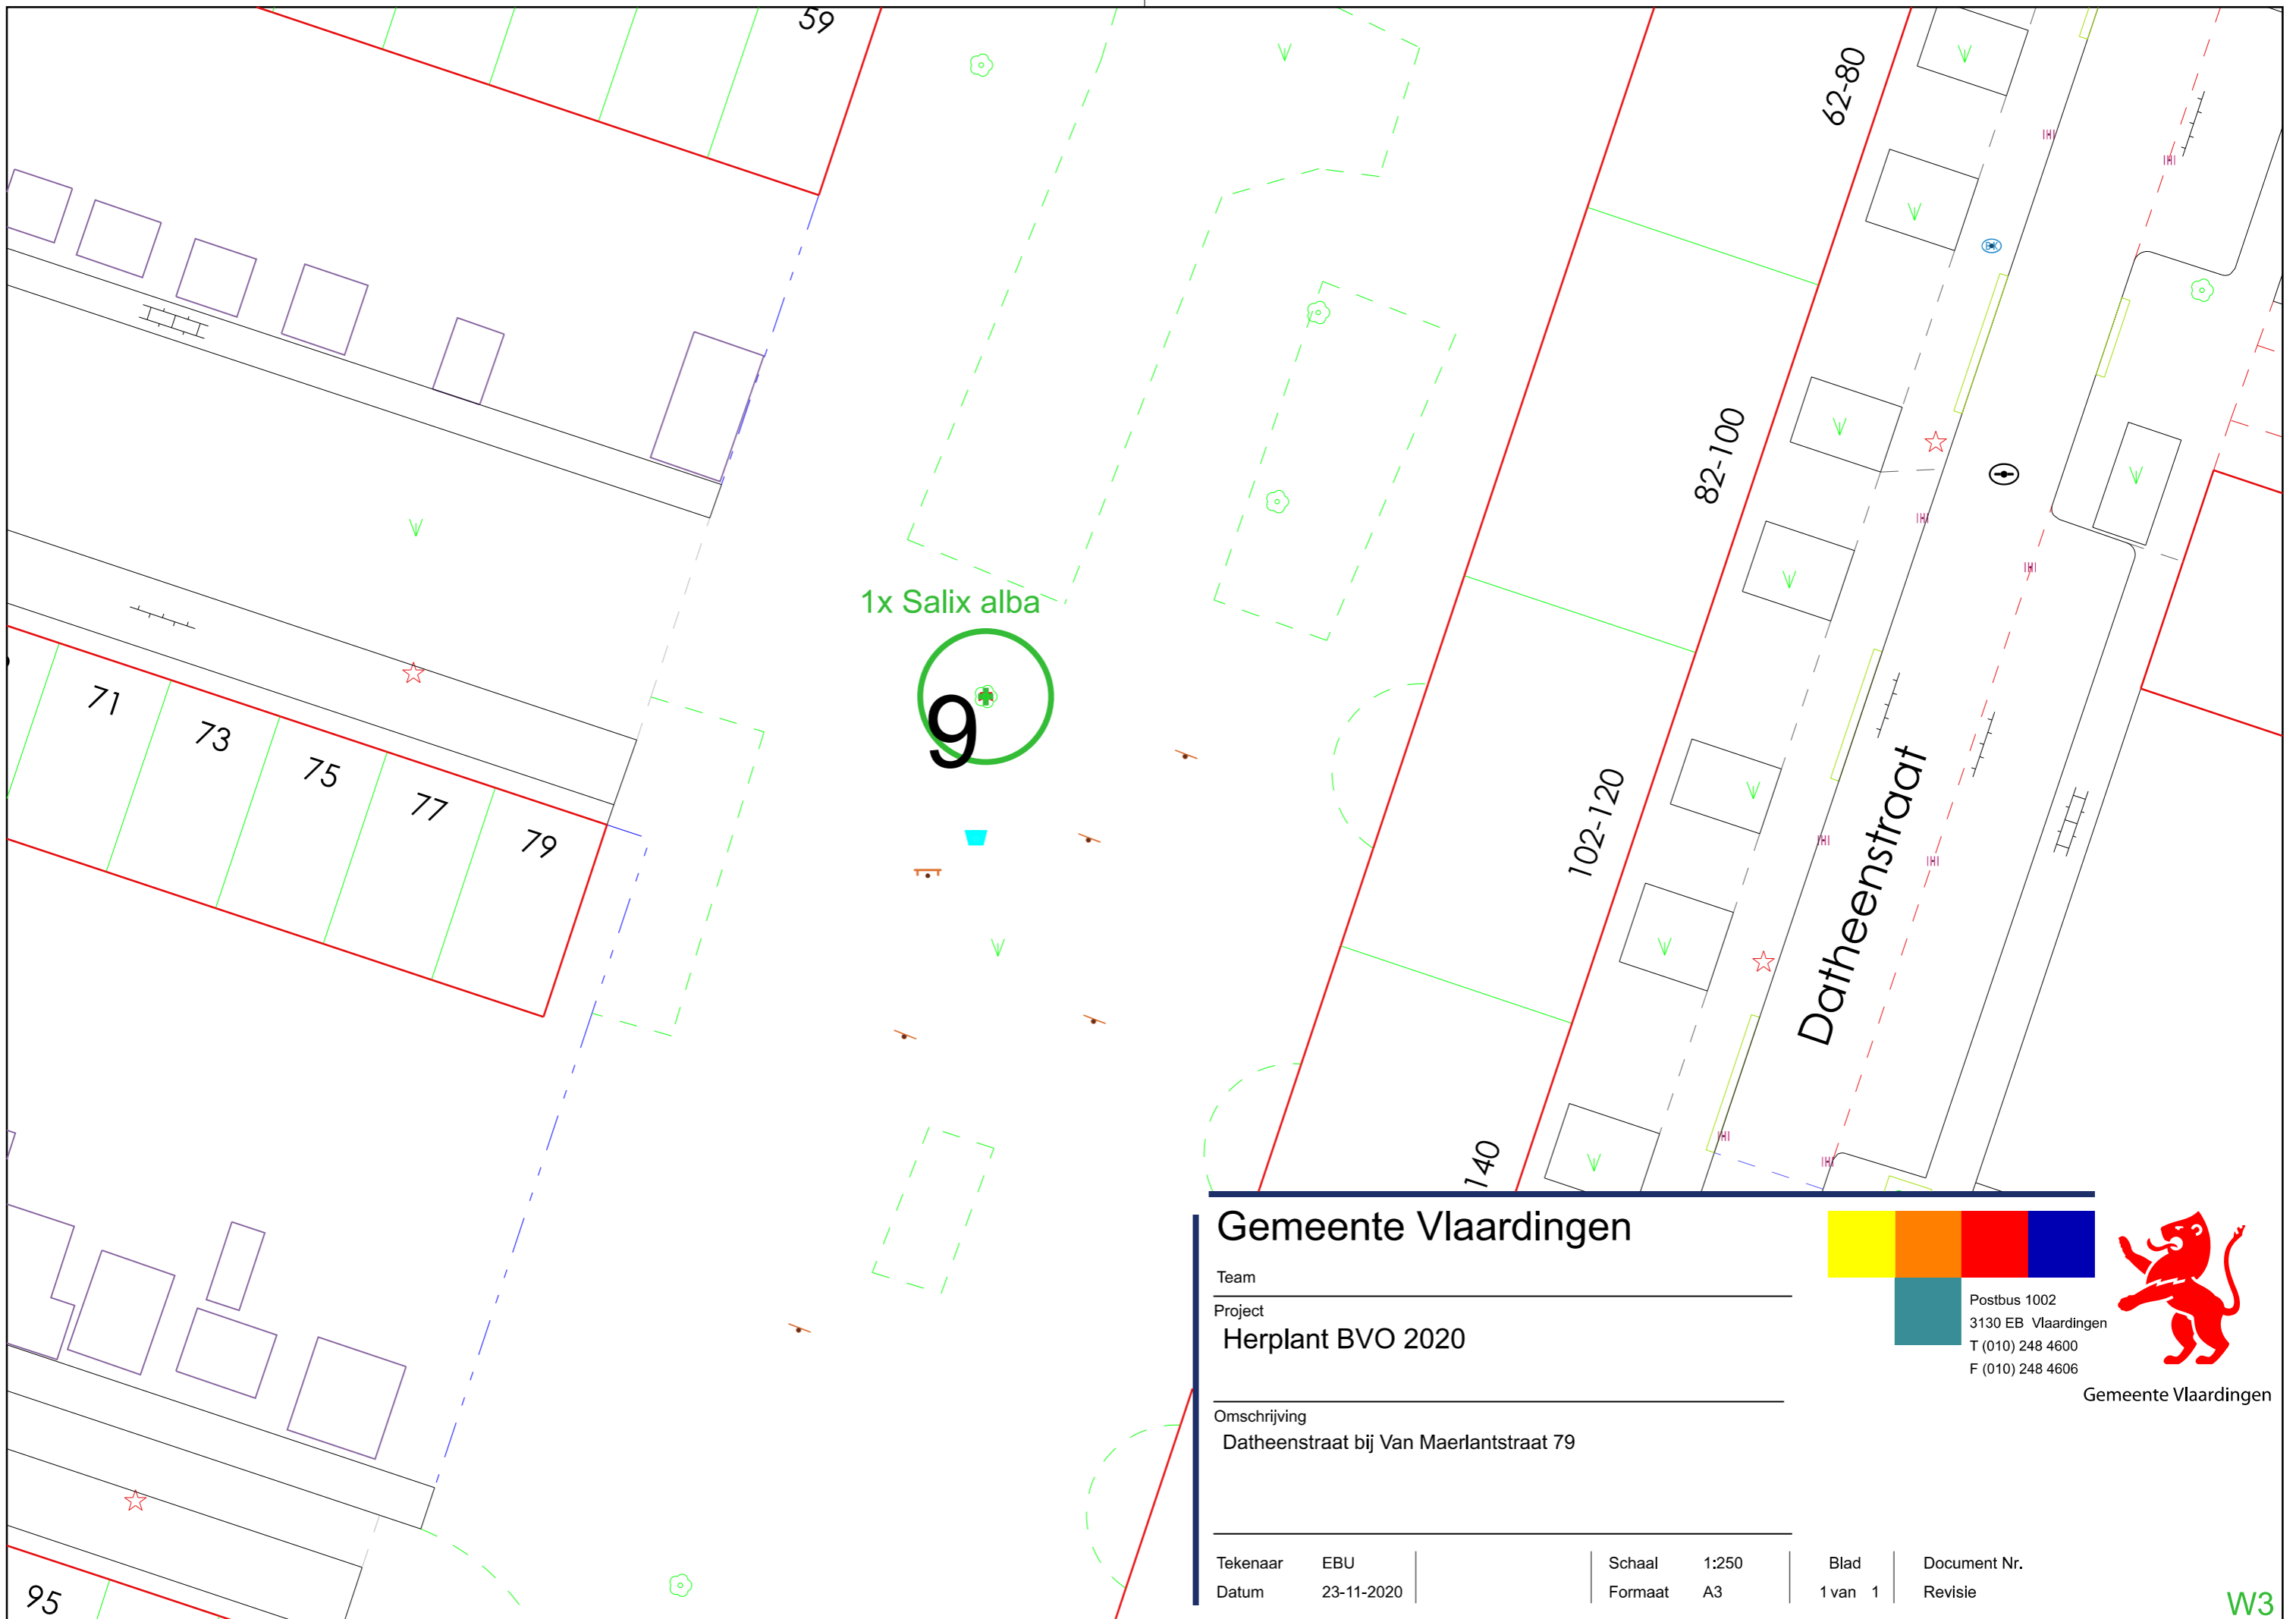 59
62-80
BK
82-100
1x Salix alba
9
71
73
75
77
79
102-120
Datheenstraat
140
95
Gemeente Vlaardingen
Team
Project
Herplant BVO 2020
Omschrijving
Datheenstraat bij Van Maerlantstraat 79
Tekenaar EBU
Datum 23-11-2020
Schaal 1:250
Formaat A3
Blad
1 van 1
Document Nr.
Revisie
Postbus 1002
3130 EB Vlaardingen
T (010) 248 4600
F (010) 248 4606
Gemeente Vlaardingen
W3